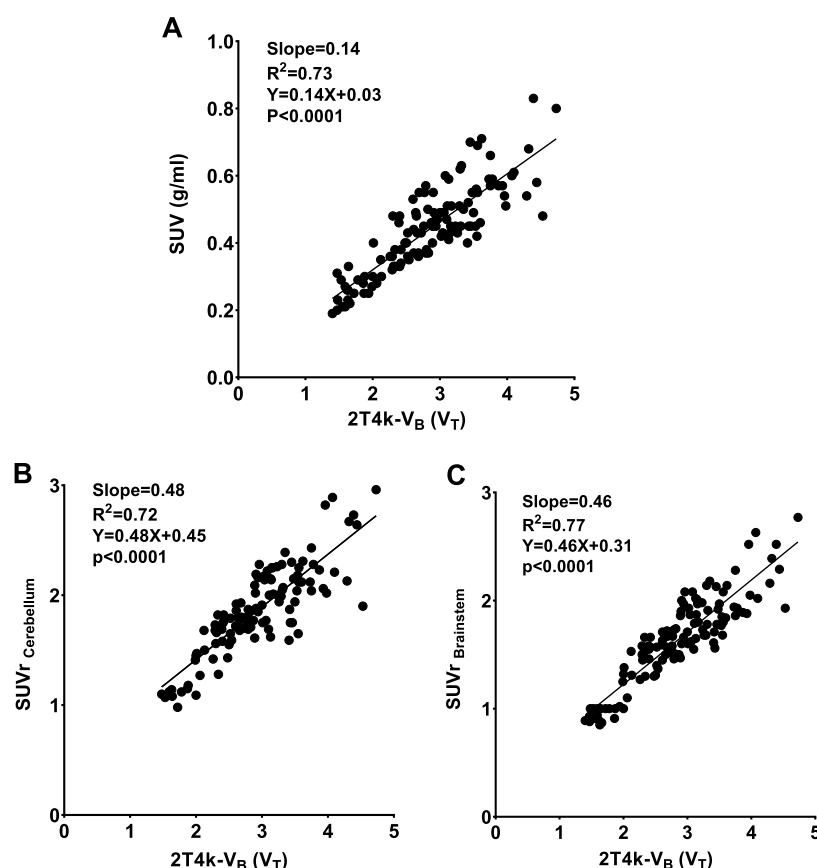 A
Slope=0.14
R²=0.73
Y=0.14X+0.03
P<0.0001
SUV (g/ml)
1.0
0.8
0.6
0.4
0.2
0.0
0 1 2 3 4 5
2T4k-V_B (V_T)
B
Slope=0.48
R²=0.72
Y=0.48X+0.45
p<0.0001
SUVr Cerebellum
3
2
1
0
0 1 2 3 4 5
2T4k-V_B (V_T)
C
Slope=0.46
R²=0.77
Y=0.46X+0.31
p<0.0001
SUVr Brainstem
3
2
1
0
0 1 2 3 4 5
2T4k-V_B (V_T)